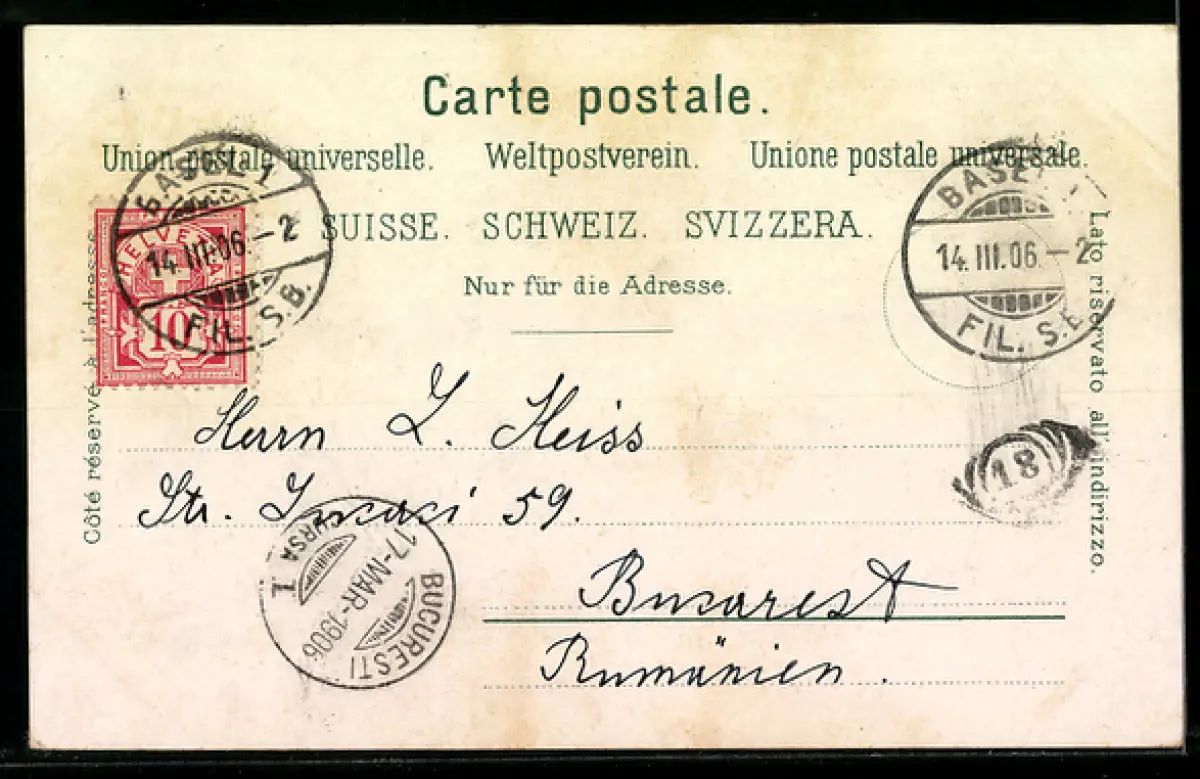 Carte postale.
Union postale universelle. Weltpostverein. Unione postale universale.
SUISSE. SCHWEIZ. SVIZZERA.
Nur für die Adresse.
Côté réservé à l'adresse.
Lato riservato all'indirizzo.
BASEL 1
14.III.06.–2
FIL. S.B.
HELVETIA
FRANCO
10
BASEL 1
14.III.06.–2
FIL. S.B.
18
Herrn L. Heiss
Str. 59.
Bucarest
Rumänien.
BUCURESTI
17-MAR-1906